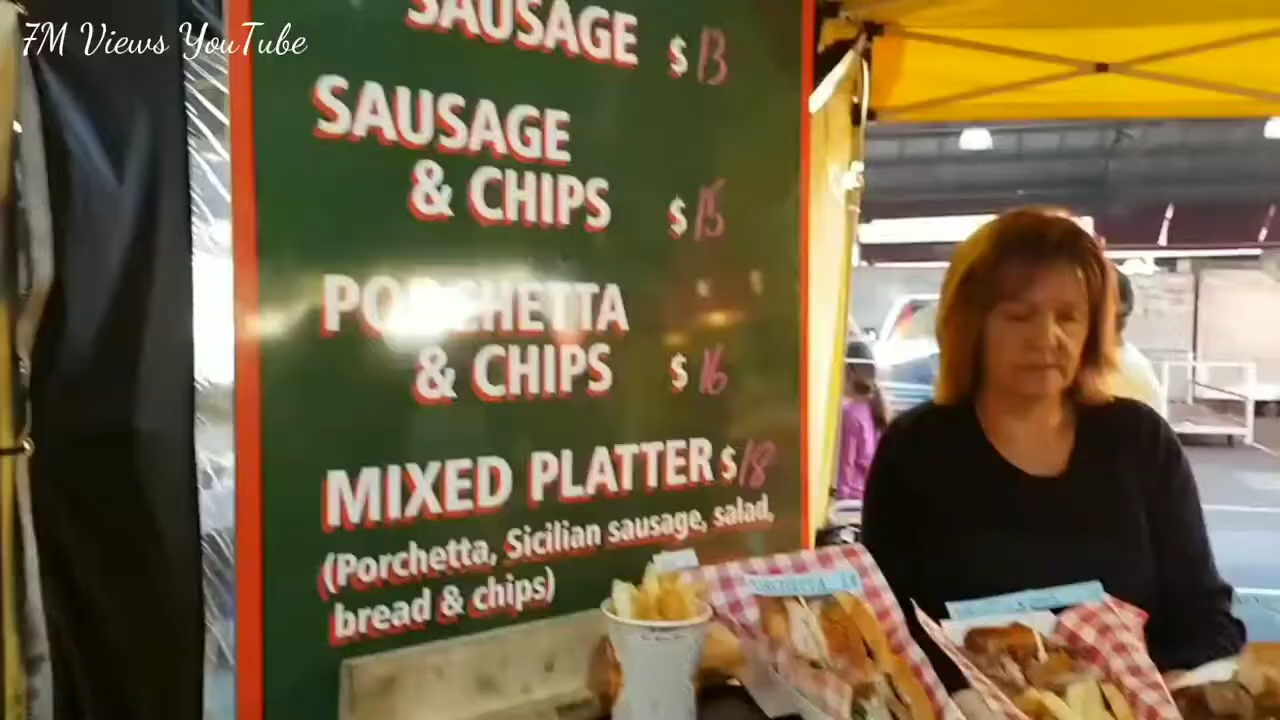 7M Views YouTube
SAUSAGE $13
SAUSAGE
& CHIPS $15
PORCHETTA
& CHIPS $16
MIXED PLATTER $18
(Porchetta, Sicilian sausage, salad,
bread & chips)